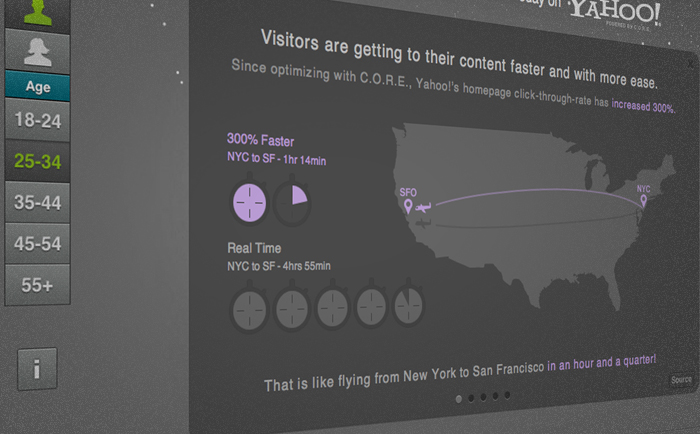 day on YAHOO!
POWERED BY C.O.R.E.
Age
18-24
25-34
35-44
45-54
55+
i
Visitors are getting to their content faster and with more ease.
Since optimizing with C.O.R.E., Yahoo!'s homepage click-through-rate has increased 300%.
300% Faster
NYC to SF - 1hr 14min
SFO
NYC
Real Time
NYC to SF - 4hrs 55min
That is like flying from New York to San Francisco in an hour and a quarter!
Source